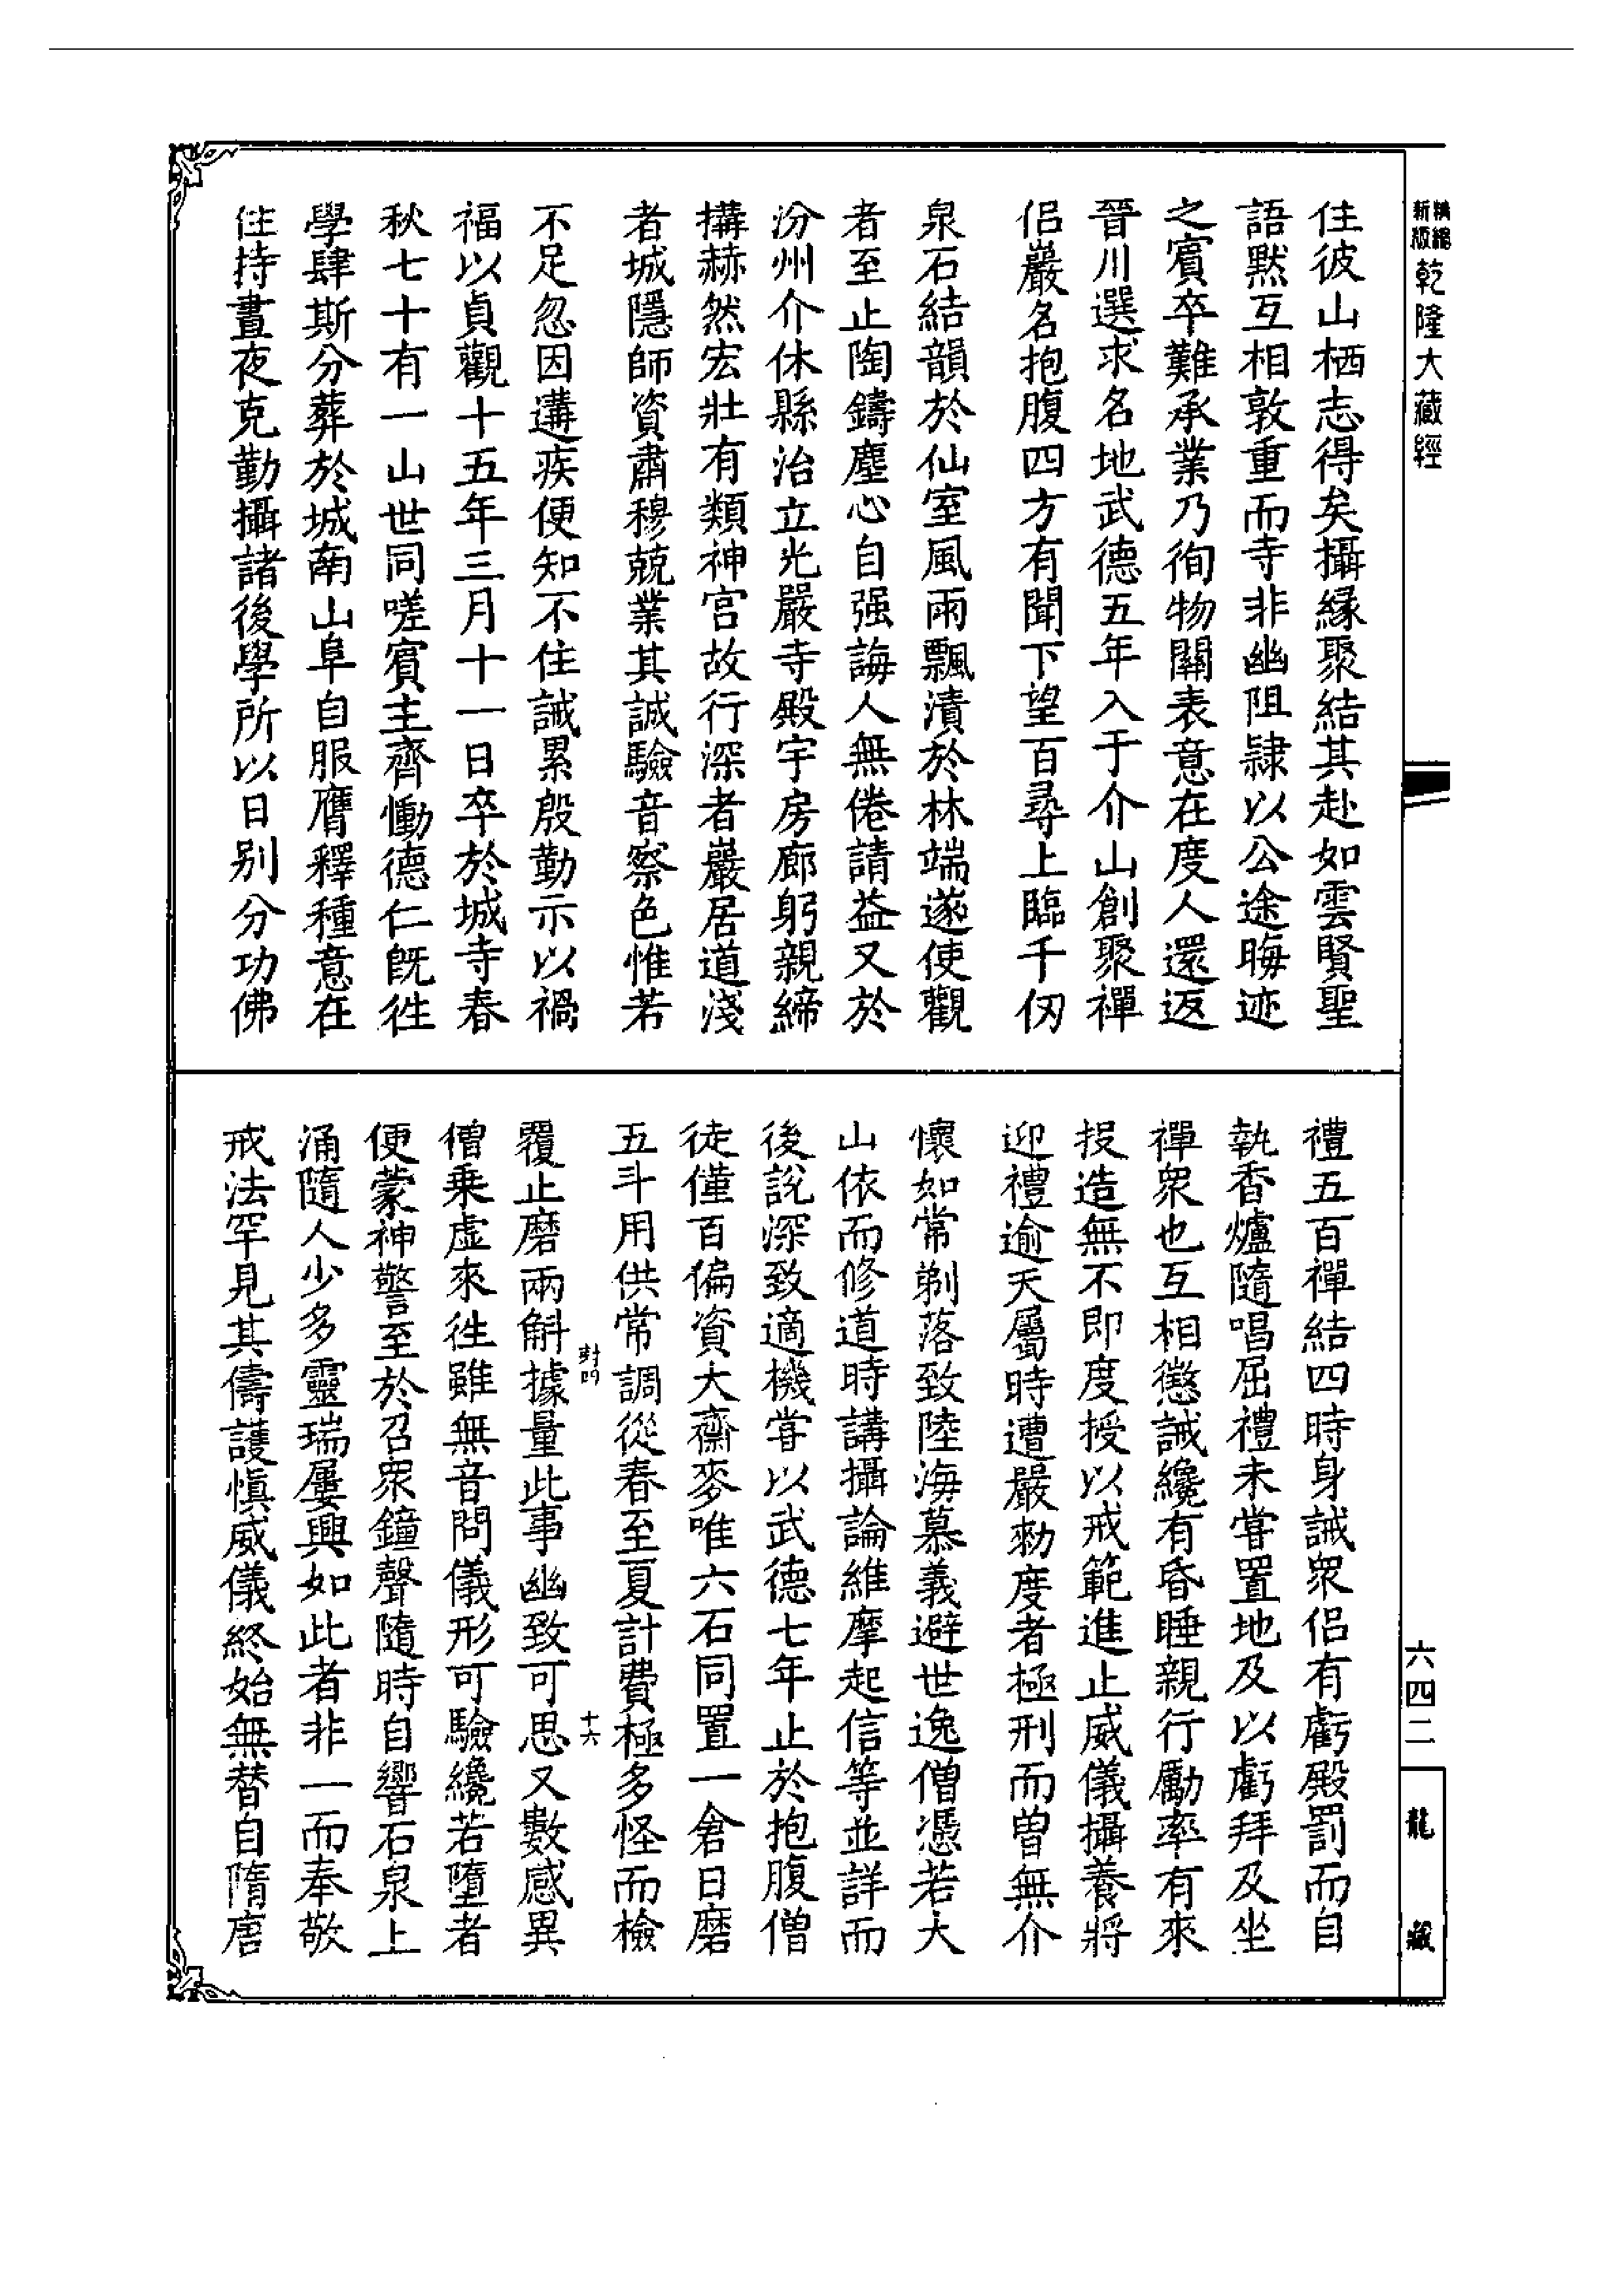 精縮新版乾隆大藏經
住彼山栖志得矣攝緣聚結其赴如雲賢聖
語默互相敦重而寺非幽阻隷以公途晦迹
之賓卒難承業乃徇物關表意在度人還返
晉川選求名地武德五年入于介山創聚禪
侶巖名抱腹四方有聞下望百尋上臨千仞
泉石結韻於仙室風雨飄漬於林端遂使觀
者至止陶鑄塵心自强誨人無倦請益又於
汾州介休縣治立光嚴寺殿宇房廊躬親締
搆赫然宏壯有類神宮故行深者巖居道淺
者城隱師資肅穆兢業其誠驗音察色惟若
不足忽因遘疾便知不住誡累殷勤示以禍
福以貞觀十五年三月十一日卒於城寺春
秋七十有一山世同嗟賓主齊慟德仁既徃
學肆斯分葬於城南山阜自服膺釋種意在
住持晝夜克勤攝諸後學所以日别分功佛
禮五百禪結四時身誡眾侶有虧殿罰而自
執香爐隨唱屈禮未甞置地及以虧拜及坐
禪眾也互相懲誡纔有昏睡親行勵率有來
投造無不即度授以戒範進止威儀攝養將
迎禮逾天屬時遭嚴勑度者極刑而曽無介
懷如常剃落致陸海慕義避世逸僧憑若大
山依而修道時講攝論維摩起信等並詳而
後說深致適機甞以武德七年止於抱腹僧
徒僅百偏資大齋麥唯六石同置一倉日磨
五斗用供常調從春至夏計費極多怪而檢
覆止磨兩斛據量此事幽致可思又數感異
僧乘虛來徃雖無音問儀形可驗纔若墮者
便蒙神警至於召眾鐘聲隨時自響石泉上
涌隨人少多靈瑞屢興如此者非一而奉敬
戒法罕見其儔護慎威儀終始無替自隋唐
對四
十六
六四二
龍藏